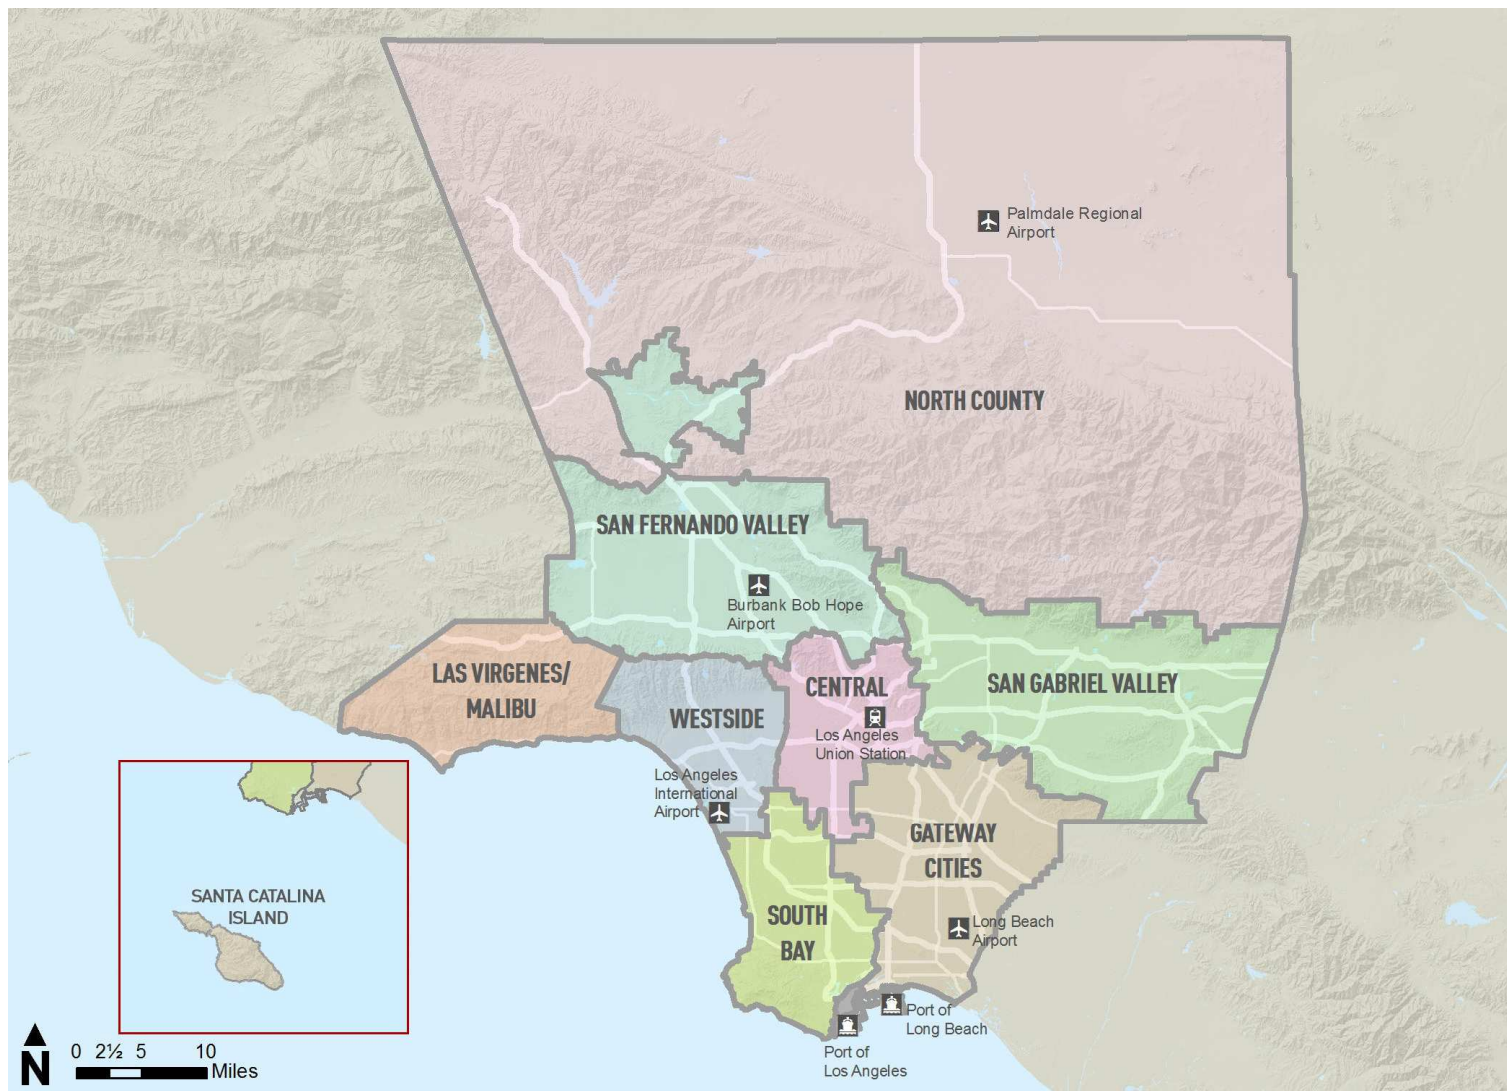 Palmdale Regional
Airport
NORTH COUNTY
SAN FERNANDO VALLEY
Burbank Bob Hope
Airport
LAS VIRGENES/
MALIBU
CENTRAL
SAN GABRIEL VALLEY
WESTSIDE
Los Angeles
Union Station
Los Angeles
International
Airport
GATEWAY
CITIES
SOUTH
BAY
Long Beach
Airport
SANTA CATALINA
ISLAND
Port of
Long Beach
Port of
Los Angeles
N
0 2½ 5 10
Miles